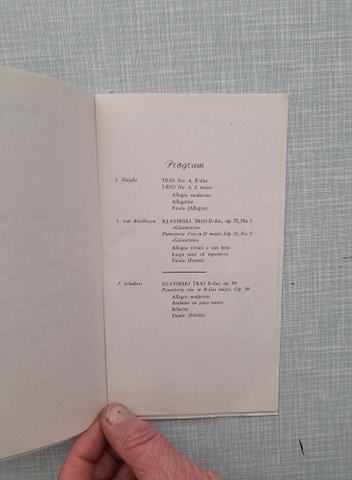 Program
J. Haydn TRIO No. 4, E-dur
TRIO No. 4, E major
Allegro moderato
Allegretto
Finale (Allegro)
L. van Beethoven KLAVIRSKI TRIO D-dur, op. 70, No. 1
»Geistertrio«
Pianoforte Trio in D major, Op. 70, No. 1
»Geistertrio«
Allegro vivace e con brio
Largo assai ed espressivo
Finale (Presto)
F. Schubert KLAVIRSKI TRIO B-dur, op. 99
Pianoforte trio in B-flat major, Op. 99
Allegro moderato
Andante un poco mosso
Scherzo
Finale (Rondo)